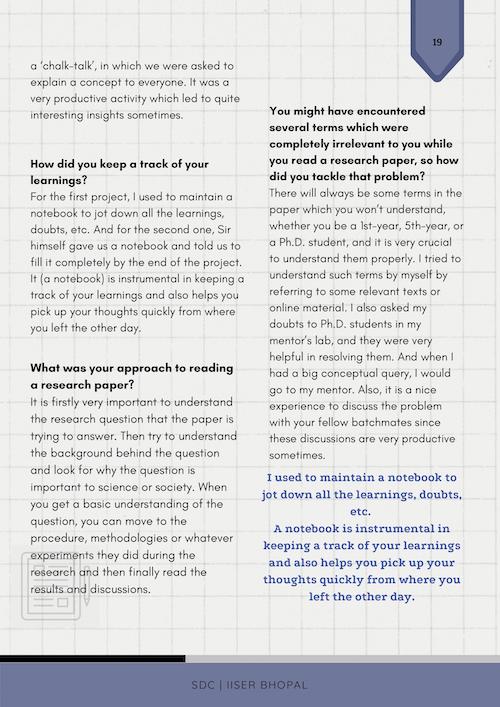 19
a ‘chalk-talk’, in which we were asked to
explain a concept to everyone. It was a
very productive activity which led to quite
interesting insights sometimes.
How did you keep a track of your
learnings?
For the first project, I used to maintain a
notebook to jot down all the learnings,
doubts, etc. And for the second one, Sir
himself gave us a notebook and told us to
fill it completely by the end of the project.
It (a notebook) is instrumental in keeping a
track of your learnings and also helps you
pick up your thoughts quickly from where
you left the other day.
What was your approach to reading
a research paper?
It is firstly very important to understand
the research question that the paper is
trying to answer. Then try to understand
the background behind the question
and look for why the question is
important to science or society. When
you get a basic understanding of the
question, you can move to the
procedure, methodologies or whatever
experiments they did during the
research and then finally read the
results and discussions.
You might have encountered
several terms which were
completely irrelevant to you while
you read a research paper, so how
did you tackle that problem?
There will always be some terms in the
paper which you won’t understand,
whether you be a 1st-year, 5th-year, or
a Ph.D. student, and it is very crucial
to understand them properly. I tried to
understand such terms by myself by
referring to some relevant texts or
online material. I also asked my
doubts to Ph.D. students in my
mentor’s lab, and they were very
helpful in resolving them. And when I
had a big conceptual query, I would
go to my mentor. Also, it is a nice
experience to discuss the problem
with your fellow batchmates since
these discussions are very productive
sometimes.
I used to maintain a notebook to
jot down all the learnings, doubts,
etc.
A notebook is instrumental in
keeping a track of your learnings
and also helps you pick up your
thoughts quickly from where you
left the other day.
SDC | IISER BHOPAL